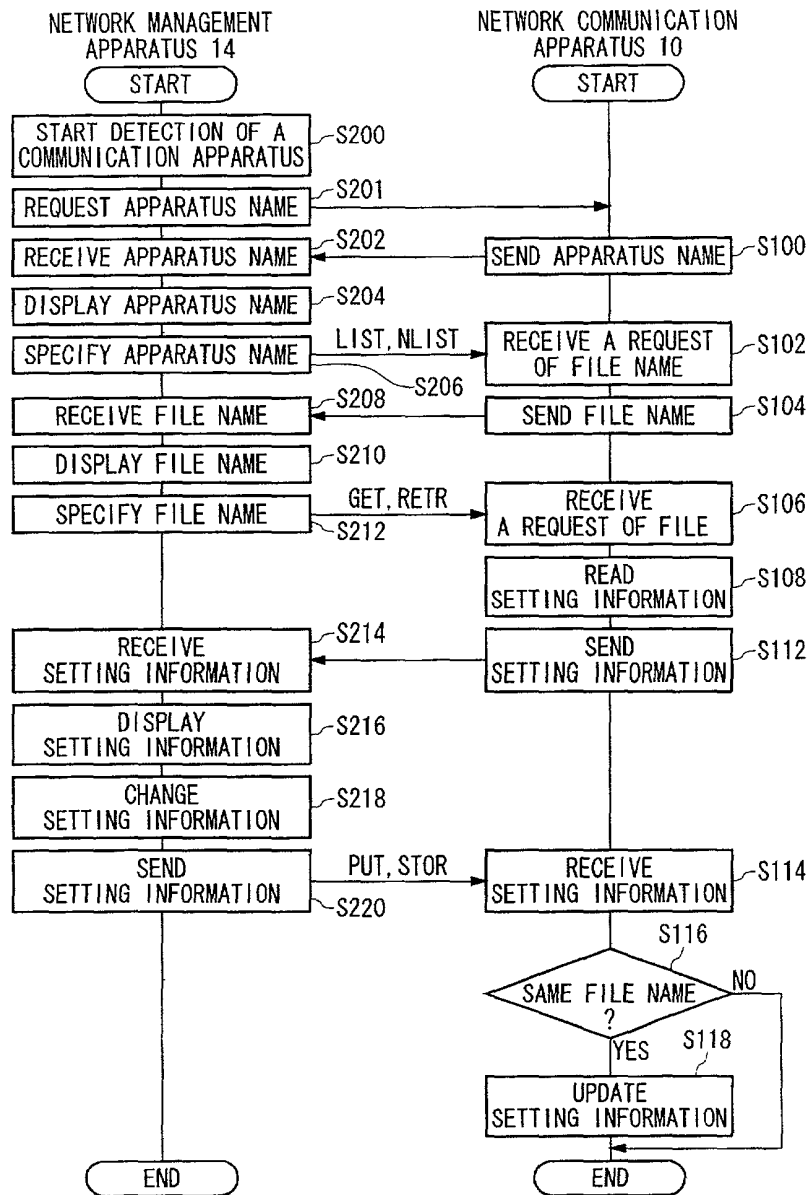 NETWORK MANAGEMENT
APPARATUS 14
NETWORK COMMUNICATION
APPARATUS 10
START
START
START DETECTION OF A
COMMUNICATION APPARATUS
S200
REQUEST APPARATUS NAME
S201
RECEIVE APPARATUS NAME
S202
SEND APPARATUS NAME
S100
DISPLAY APPARATUS NAME
S204
SPECIFY APPARATUS NAME
S206
LIST, NLIST
RECEIVE A REQUEST
OF FILE NAME
S102
RECEIVE FILE NAME
S208
SEND FILE NAME
S104
DISPLAY FILE NAME
S210
SPECIFY FILE NAME
S212
GET, RETR
RECEIVE
A REQUEST OF FILE
S106
READ
SETTING INFORMATION
S108
RECEIVE
SETTING INFORMATION
S214
SEND
SETTING INFORMATION
S112
DISPLAY
SETTING INFORMATION
S216
CHANGE
SETTING INFORMATION
S218
SEND
SETTING INFORMATION
S220
PUT, STOR
RECEIVE
SETTING INFORMATION
S114
S116
SAME FILE NAME
?
NO
YES
S118
UPDATE
SETTING INFORMATION
END
END